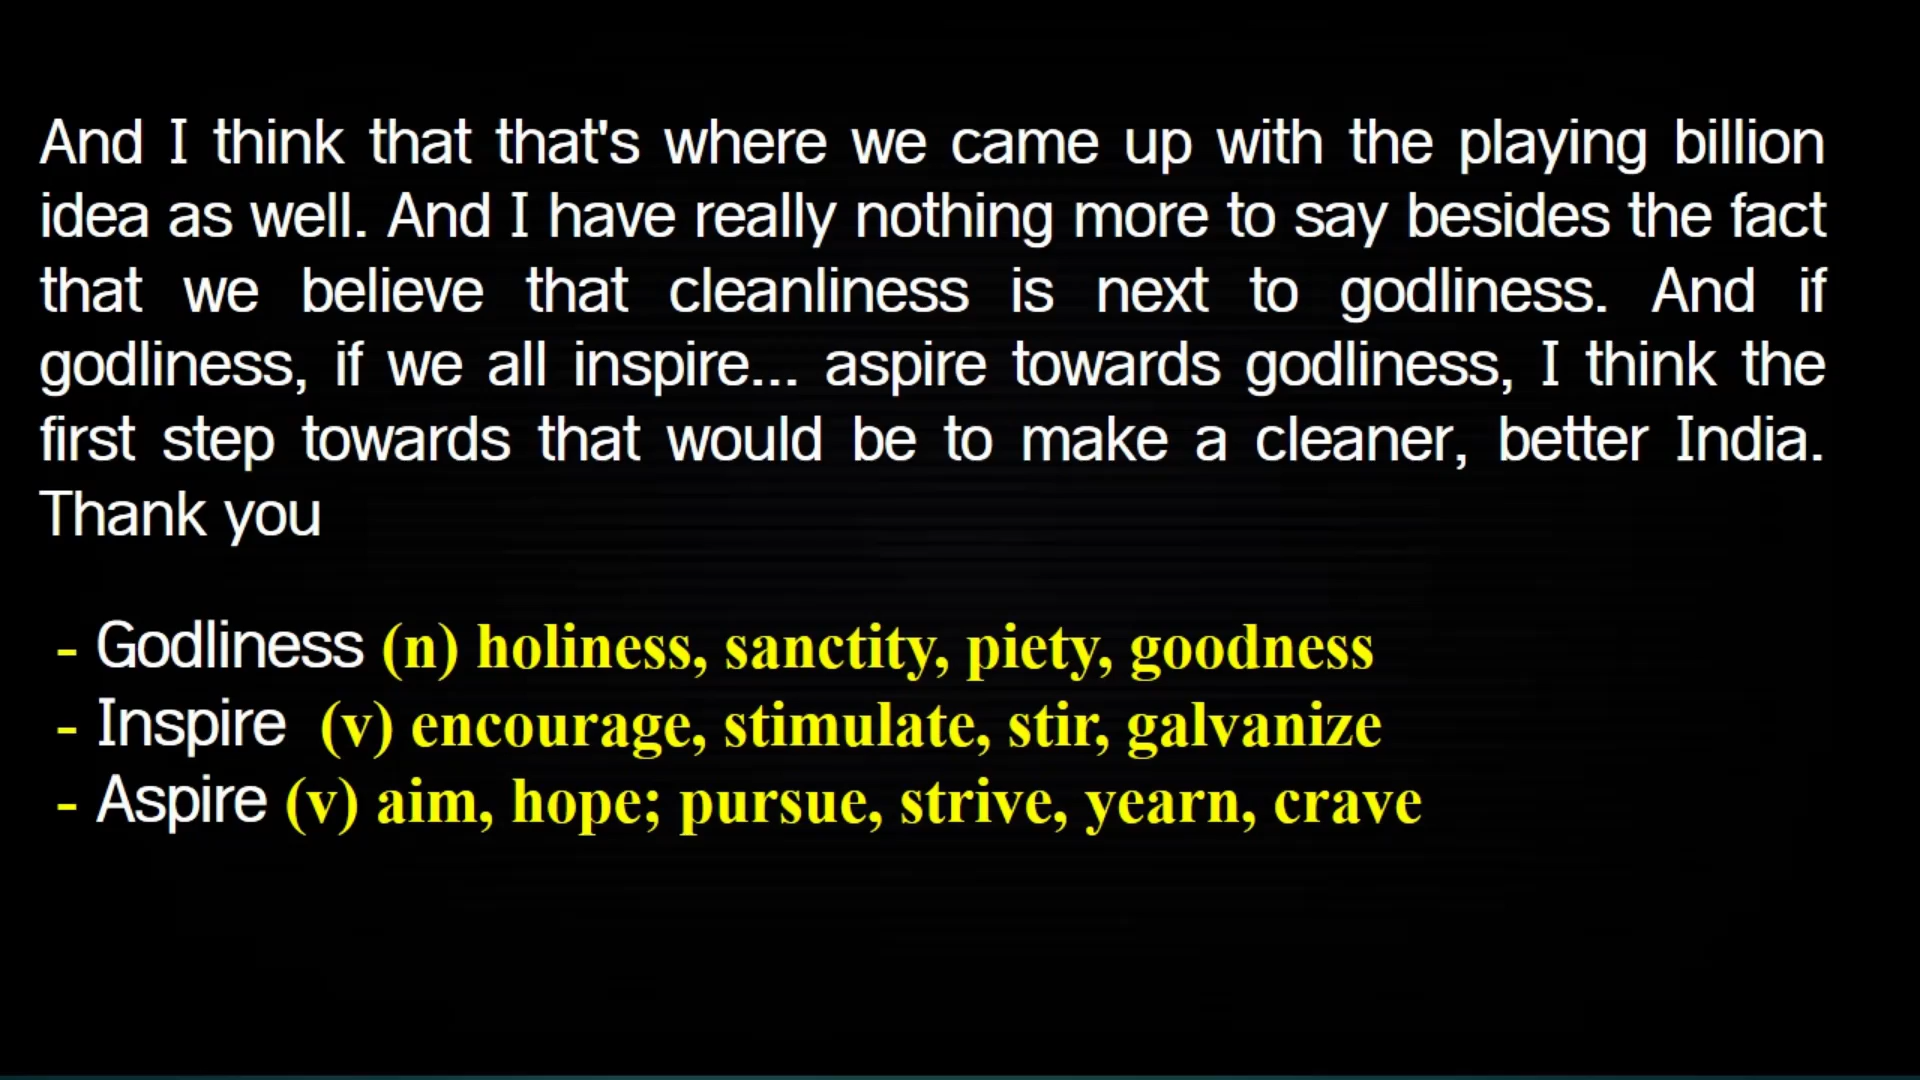 And I think that that's where we came up with the playing billion
idea as well. And I have really nothing more to say besides the fact
that we believe that cleanliness is next to godliness. And if
godliness, if we all inspire... aspire towards godliness, I think the
first step towards that would be to make a cleaner, better India.
Thank you
- Godliness (n) holiness, sanctity, piety, goodness
- Inspire (v) encourage, stimulate, stir, galvanize
- Aspire (v) aim, hope; pursue, strive, yearn, crave